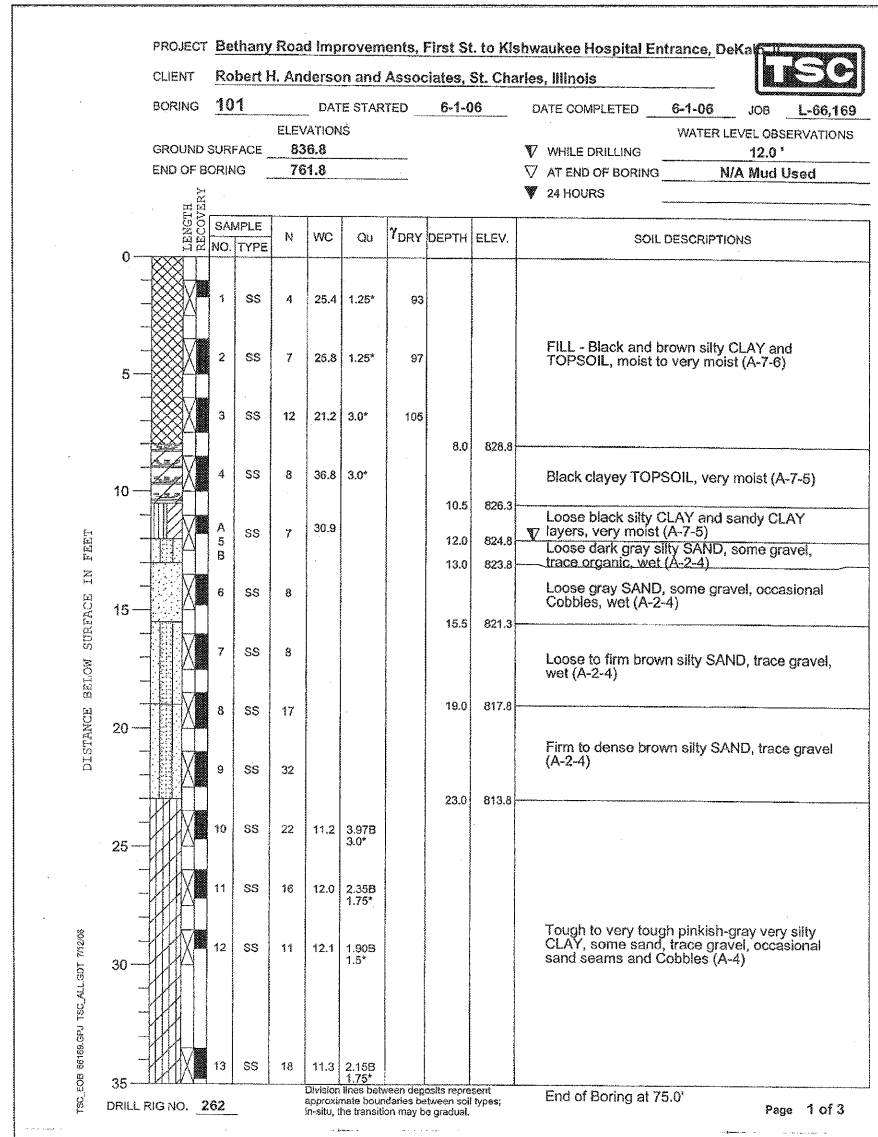 PROJECT Bethany Road Improvements, First St. to Kishwaukee Hospital Entrance, DeKalb, IL
TSC
CLIENT Robert H. Anderson and Associates, St. Charles, Illinois
BORING 101 DATE STARTED 6-1-06 DATE COMPLETED 6-1-06 JOB L-66,169
ELEVATIONS WATER LEVEL OBSERVATIONS
GROUND SURFACE 836.8 WHILE DRILLING 12.0 '
END OF BORING 761.8 AT END OF BORING N/A Mud Used
24 HOURS
LENGTH RECOVERY SAMPLE NO. TYPE N WC Qu γDRY DEPTH ELEV. SOIL DESCRIPTIONS
0
1 SS 4 25.4 1.25* 93
FILL - Black and brown silty CLAY and
2 SS 7 25.8 1.25* 97
TOPSOIL, moist to very moist (A-7-6)
5
3 SS 12 21.2 3.0* 105
8.0 828.8
4 SS 8 36.8 3.0* Black clayey TOPSOIL, very moist (A-7-5)
10
10.5 826.3
Loose black silty CLAY and sandy CLAY
A 5 B SS 7 30.9 layers, very moist (A-7-5)
12.0 824.8
Loose dark gray silty SAND, some gravel,
trace organic, wet (A-2-4)
13.0 823.8
6 SS 8 Loose gray SAND, some gravel, occasional
Cobbles, wet (A-2-4)
15
15.5 821.3
7 SS 8 Loose to firm brown silty SAND, trace gravel,
wet (A-2-4)
19.0 817.8
8 SS 17
20
Firm to dense brown silty SAND, trace gravel
(A-2-4)
9 SS 32
23.0 813.8
10 SS 22 11.2 3.97B
3.0*
25
11 SS 16 12.0 2.35B
1.75*
12 SS 11 12.1 1.90B
1.5*
Tough to very tough pinkish-gray very silty
CLAY, some sand, trace gravel, occasional
sand seams and Cobbles (A-4)
30
13 SS 18 11.3 2.15B
1.75*
35
DISTANCE BELOW SURFACE IN FEET
TSC_EOB 66169.GPJ TSC_ALL.GDT 7/12/06
DRILL RIG NO. 262
Division lines between deposits represent
approximate boundaries between soil types;
in-situ, the transition may be gradual.
End of Boring at 75.0'
Page 1 of 3